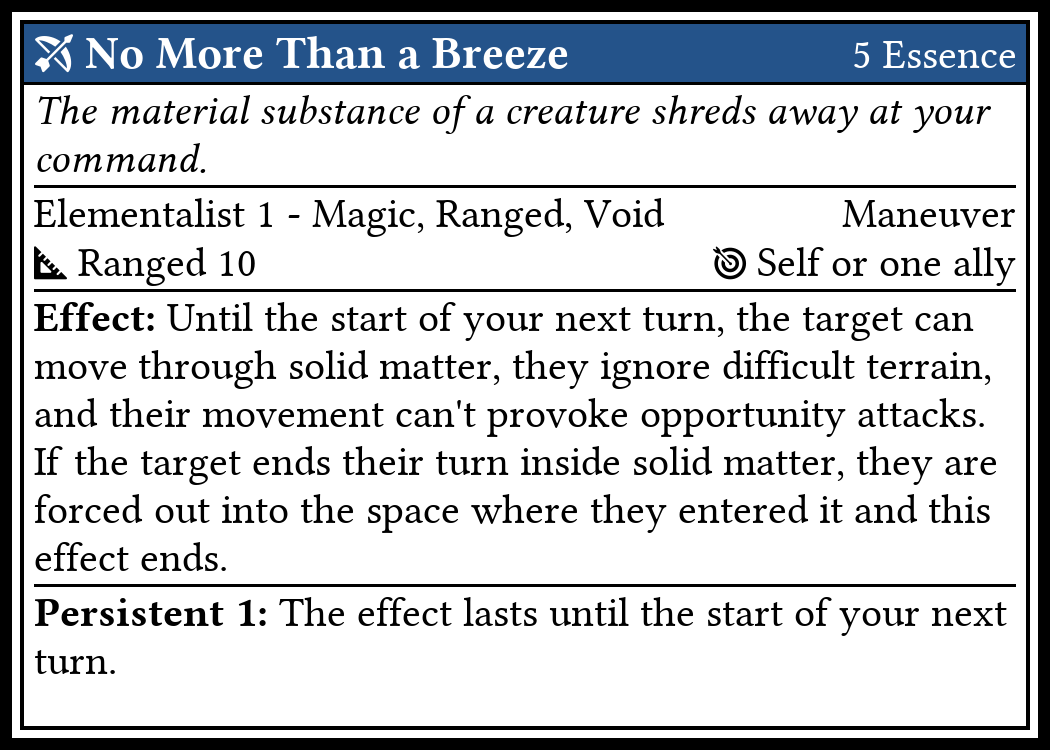 No More Than a Breeze 5 Essence
The material substance of a creature shreds away at your
command.
Elementalist 1 - Magic, Ranged, Void Maneuver
Ranged 10 Self or one ally
Effect: Until the start of your next turn, the target can
move through solid matter, they ignore difficult terrain,
and their movement can't provoke opportunity attacks.
If the target ends their turn inside solid matter, they are
forced out into the space where they entered it and this
effect ends.
Persistent 1: The effect lasts until the start of your next
turn.